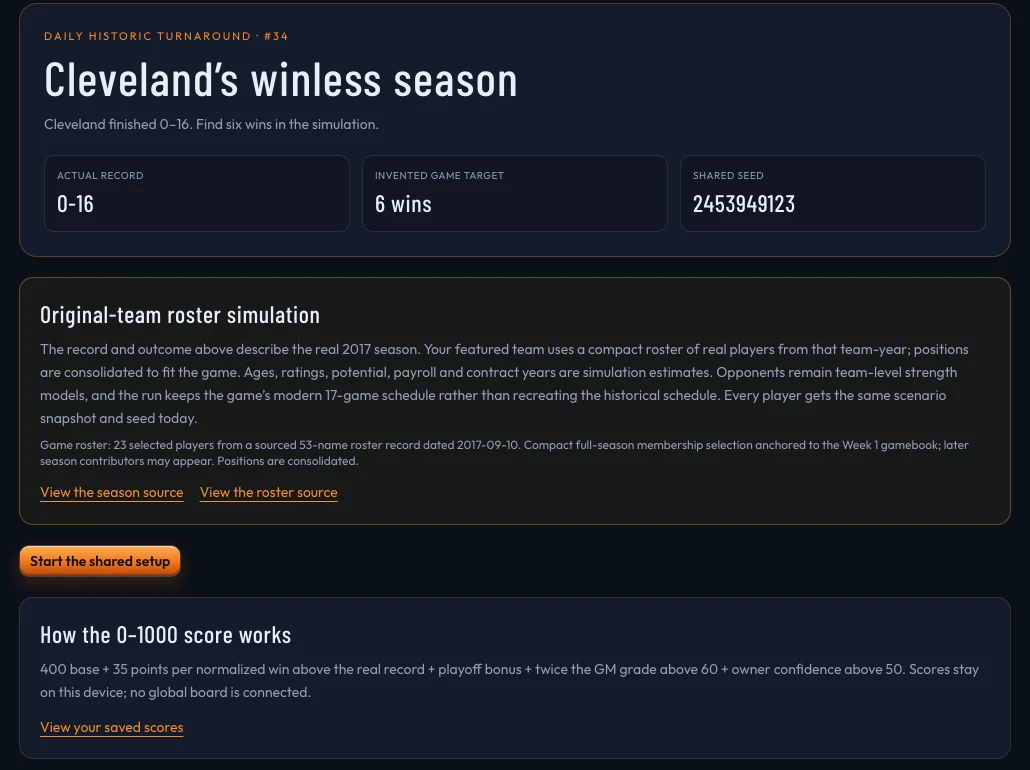 DAILY HISTORIC TURNAROUND · #34
Cleveland’s winless season
Cleveland finished 0–16. Find six wins in the simulation.
ACTUAL RECORD
0-16
INVENTED GAME TARGET
6 wins
SHARED SEED
2453949123
Original-team roster simulation
The record and outcome above describe the real 2017 season. Your featured team uses a compact roster of real players from that team-year; positions
are consolidated to fit the game. Ages, ratings, potential, payroll and contract years are simulation estimates. Opponents remain team-level strength
models, and the run keeps the game’s modern 17-game schedule rather than recreating the historical schedule. Every player gets the same scenario
snapshot and seed today.
Game roster: 23 selected players from a sourced 53-name roster record dated 2017-09-10. Compact full-season membership selection anchored to the Week 1 gamebook; later
season contributors may appear. Positions are consolidated.
View the season source
View the roster source
Start the shared setup
How the 0–1000 score works
400 base + 35 points per normalized win above the real record + playoff bonus + twice the GM grade above 60 + owner confidence above 50. Scores stay
on this device; no global board is connected.
View your saved scores